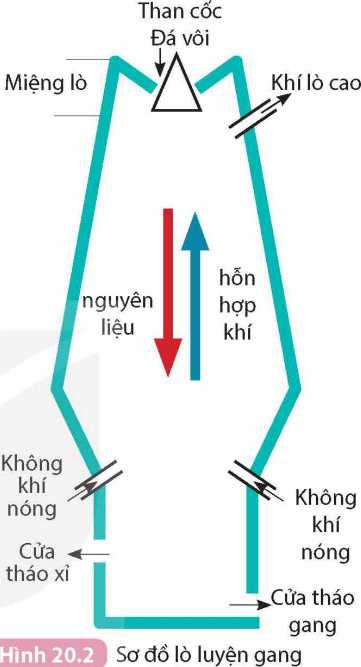 Than cốc
Đá vôi
Miệng lò
Khí lò cao
nguyên
liệu
hỗn
hợp
khí
Không
khí
nóng
Không
khí
nóng
Cửa
tháo xỉ
Cửa tháo
gang
Hình 20.2 Sơ đồ lò luyện gang